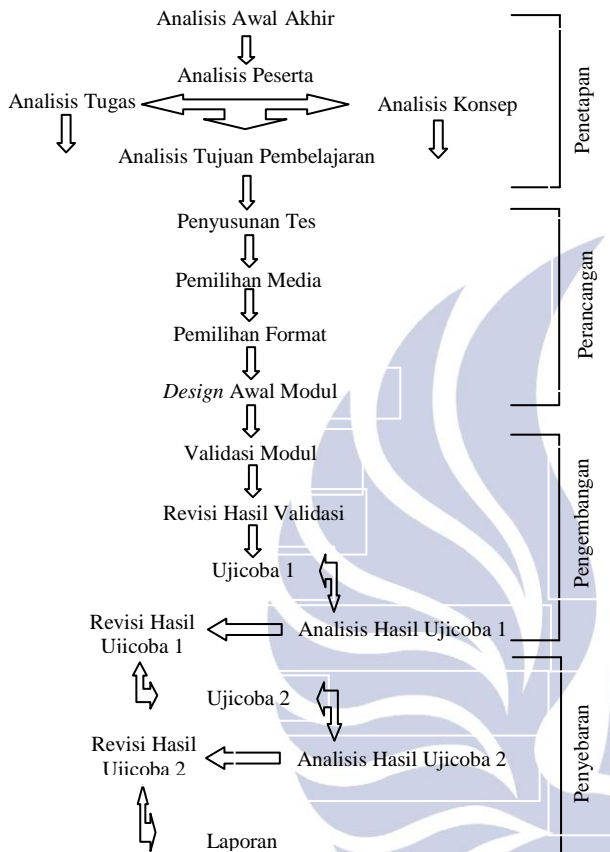 Analisis Awal Akhir
Analisis Peserta
Analisis Tugas
Analisis Konsep
Analisis Tujuan Pembelajaran
Penetapan
Penyusunan Tes
Pemilihan Media
Pemilihan Format
Design Awal Modul
Perancangan
Validasi Modul
Revisi Hasil Validasi
Ujicoba 1
Analisis Hasil Ujicoba 1
Revisi Hasil
Ujicoba 1
Pengembangan
Ujicoba 2
Analisis Hasil Ujicoba 2
Revisi Hasil
Ujicoba 2
Laporan
Penyebaran